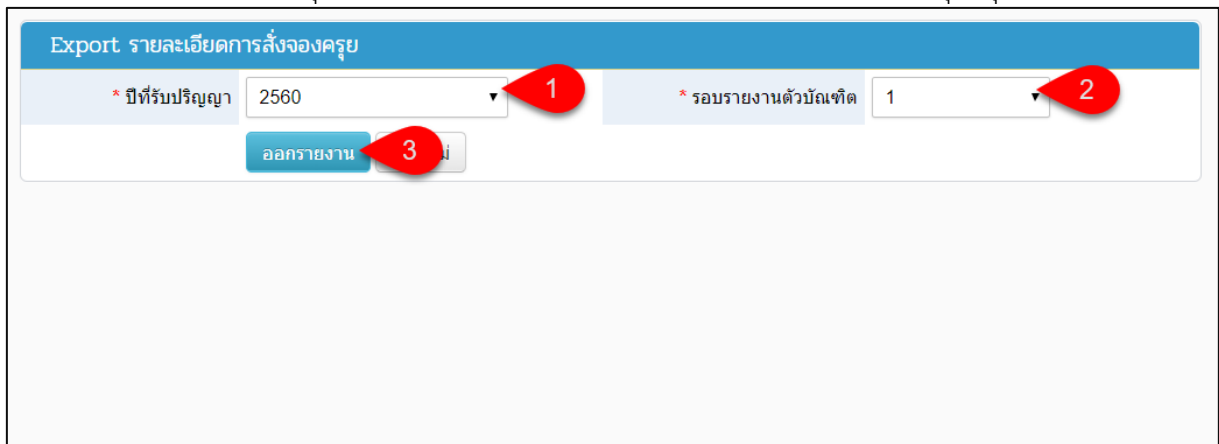 Export รายละเอียดการสั่งจองครุย
* ปีที่รับปริญญา 2560 1 * รอบรายงานตัวบัณฑิต 1 2
ออกรายงาน 3